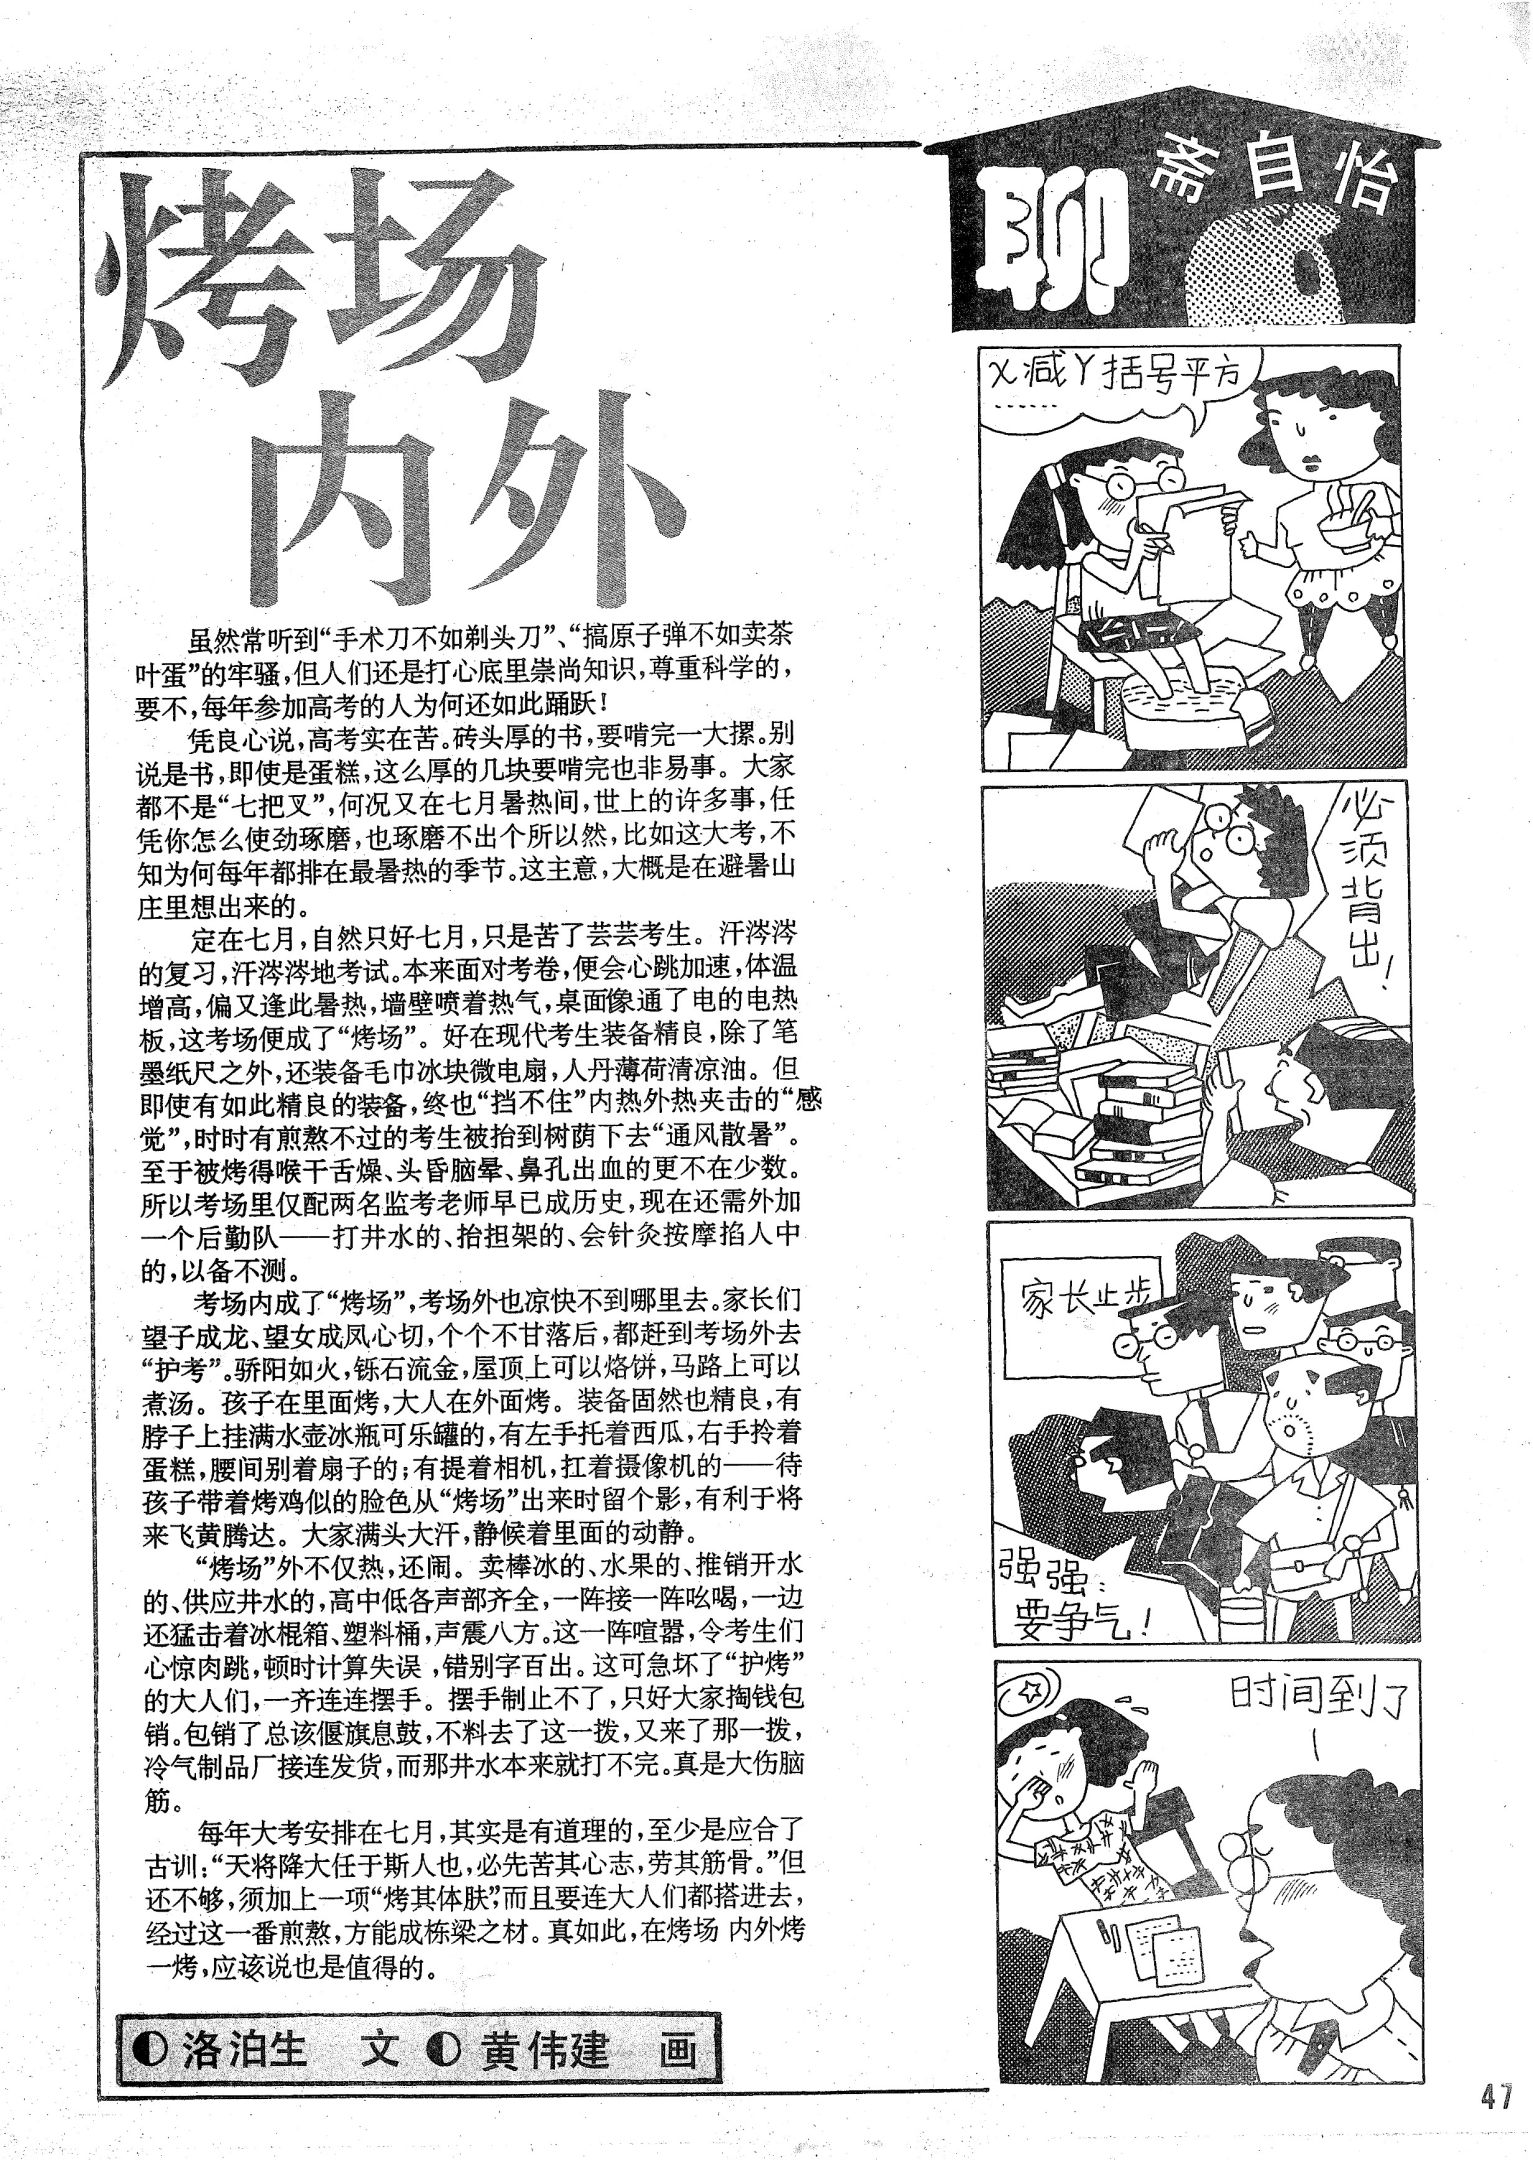 聊斋自怡
烤场
内外
虽然常听到“手术刀不如剃头刀”、“搞原子弹不如卖茶
叶蛋”的牢骚，但人们还是打心底里崇尚知识，尊重科学的，
要不，每年参加高考的人为何还如此踊跃！
凭良心说，高考实在苦。砖头厚的书，要啃完一大摞。别
说是书，即使是蛋糕，这么厚的几块要啃完也非易事。大家
都不是“七把叉”，何况又在七月暑热间，世上的许多事，任
凭你怎么使劲琢磨，也琢磨不出个所以然，比如这大考，不
知为何每年都排在最暑热的季节。这主意，大概是在避暑山
庄里想出来的。
定在七月，自然只好七月，只是苦了芸芸考生。汗涔涔
的复习，汗涔涔地考试。本来面对考卷，便会心跳加速，体温
增高，偏又逢此暑热，墙壁喷着热气，桌面像通了电的电热
板，这考场便成了“烤场”。好在现代考生装备精良，除了笔
墨纸尺之外，还装备毛巾冰块微电扇，人丹薄荷清凉油。但
即使有如此精良的装备，终也“挡不住”内热外热夹击的“感
觉”，时时有煎熬不过的考生被抬到树荫下去“通风散暑”。
至于被烤得喉干舌燥、头昏脑晕、鼻孔出血的更不在少数。
所以考场里仅配两名监考老师早已成历史，现在还需外加
一个后勤队——打井水的、抬担架的、会针灸按摩掐人中
的，以备不测。
考场内成了“烤场”，考场外也凉快不到哪里去。家长们
望子成龙、望女成凤心切，个个不甘落后，都赶到考场外去
“护考”。骄阳如火，铄石流金，屋顶上可以烙饼，马路上可以
煮汤。孩子在里面烤，大人在外面烤。装备固然也精良，有
脖子上挂满水壶冰瓶可乐罐的，有左手托着西瓜，右手拎着
蛋糕，腰间别着扇子的；有提着相机，扛着摄像机的——待
孩子带着烤鸡似的脸色从“烤场”出来时留个影，有利于将
来飞黄腾达。大家满头大汗，静候着里面的动静。
“烤场”外不仅热，还闹。卖棒冰的、水果的、推销开水
的、供应井水的，高中低各声部齐全，一阵接一阵吆喝，一边
还猛击着冰棍箱、塑料桶，声震八方。这一阵喧嚣，令考生们
心惊肉跳，顿时计算失误，错别字百出。这可急坏了“护烤”
的大人们，一齐连连摆手。摆手制止不了，只好大家掏钱包
销。包销了总该偃旗息鼓，不料去了这一拨，又来了那一拨，
冷气制品厂接连发货，而那井水本来就打不完。真是大伤脑
筋。
每年大考安排在七月，其实是有道理的，至少是应合了
古训：“天将降大任于斯人也，必先苦其心志，劳其筋骨。”但
还不够，须加上一项“烤其体肤”，而且要连大人们都搭进去，
经过这一番煎熬，方能成栋梁之材。真如此，在烤场 内外烤
一烤，应该说也是值得的。
洛泊生 文 黄伟建 画
X减Y括号平方
……
必须背出！
家长止步
强强：
要争气！
时间到了
47